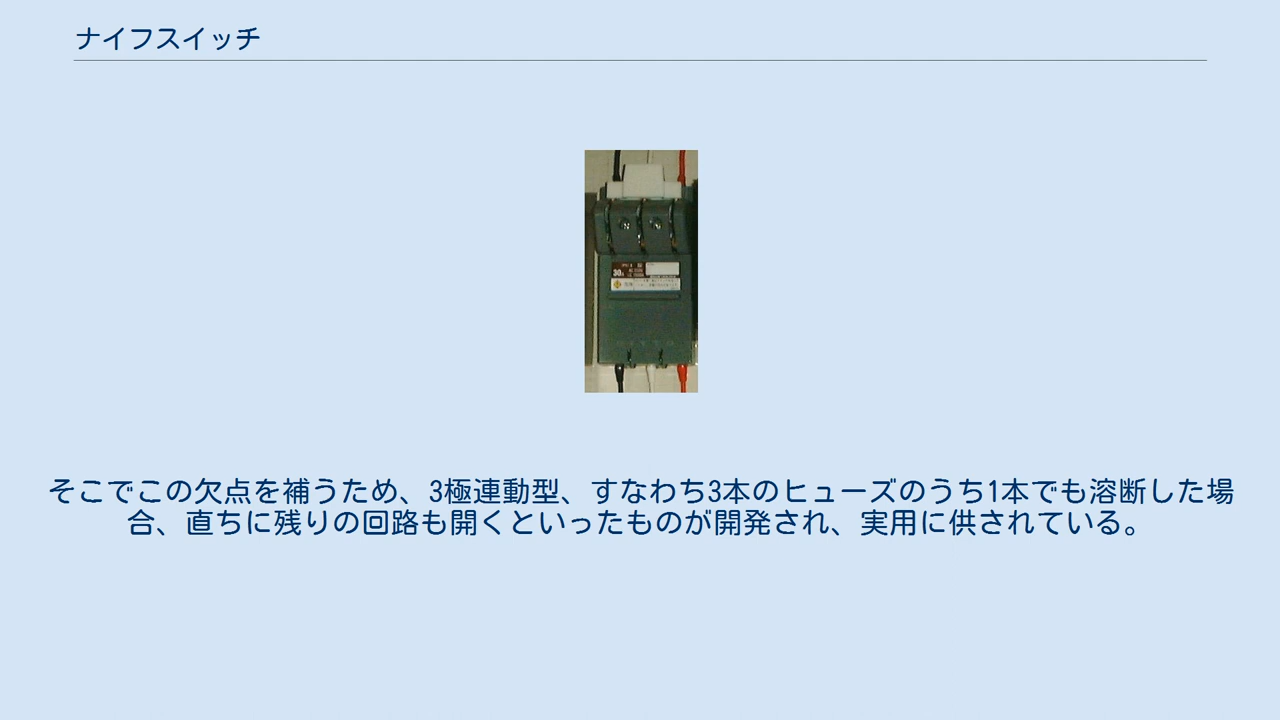 ナイフスイッチ
30A
そこでこの欠点を補うため、3極連動型、すなわち3本のヒューズのうち1本でも溶断した場
合、直ちに残りの回路も開くといったものが開発され、実用に供されている。